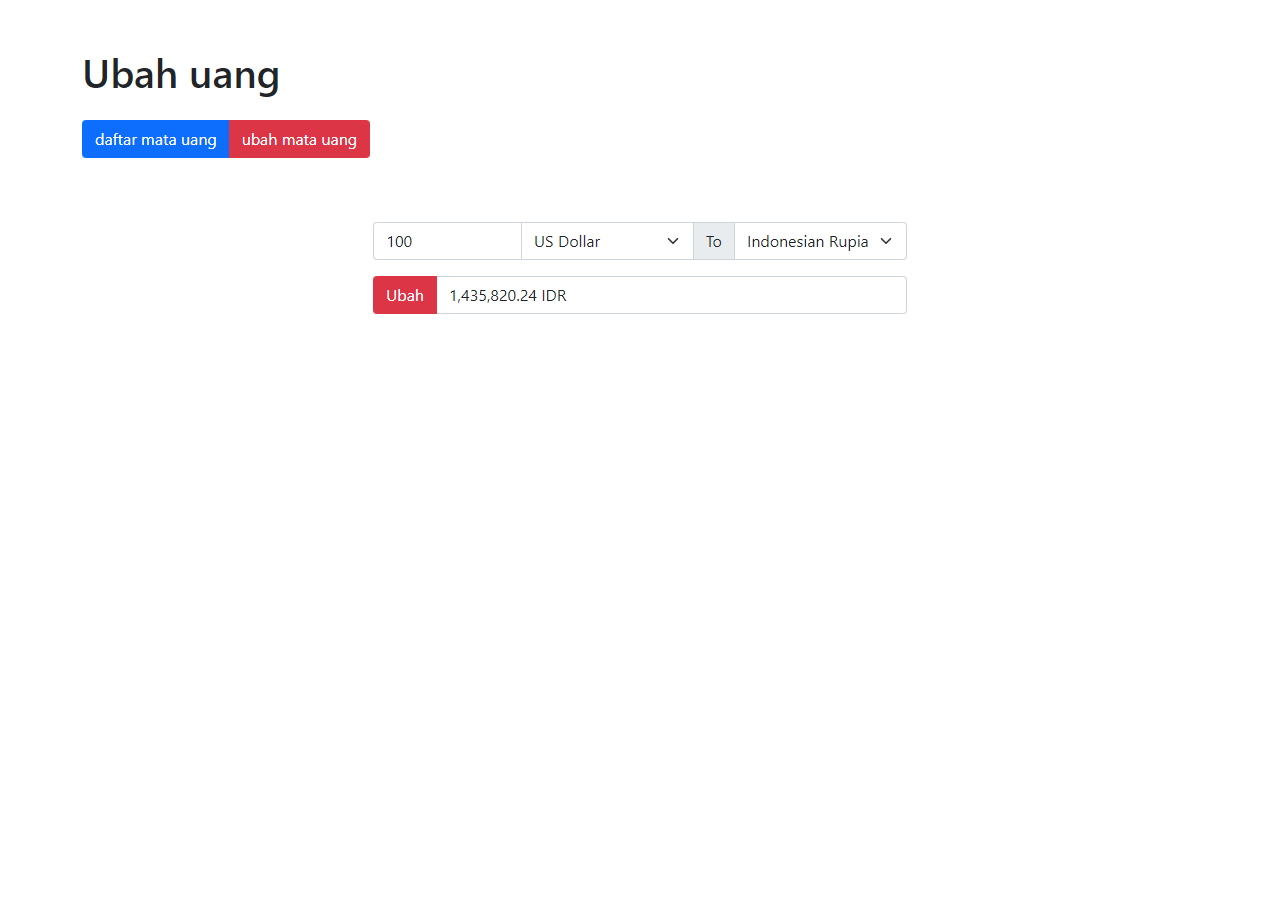 Ubah uang
daftar mata uang ubah mata uang
100 US Dollar To Indonesian Rupia
Ubah 1,435,820.24 IDR